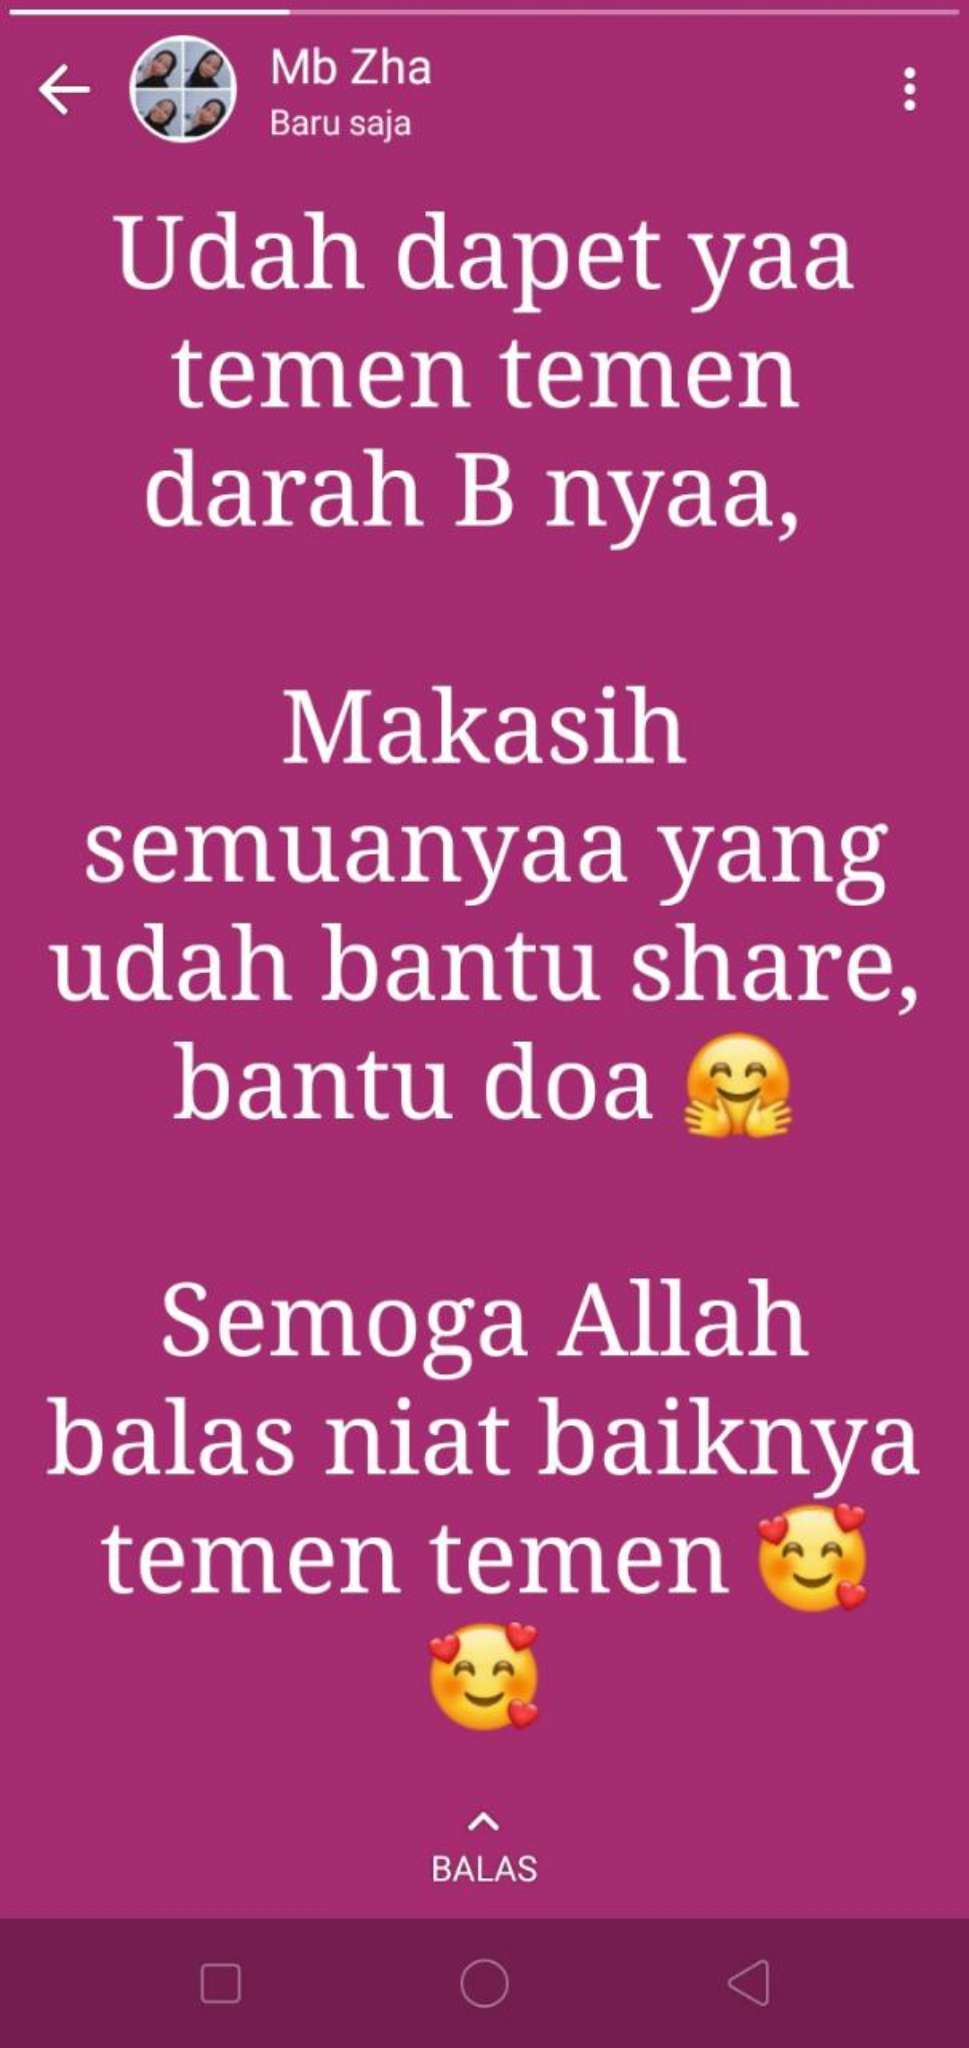 Mb Zha
Baru saja
Udah dapet yaa
temen temen
darah B nyaa,
Makasih
semuanyaa yang
udah bantu share,
bantu doa 🤗
Semoga Allah
balas niat baiknya
temen temen 🥰
🥰
BALAS